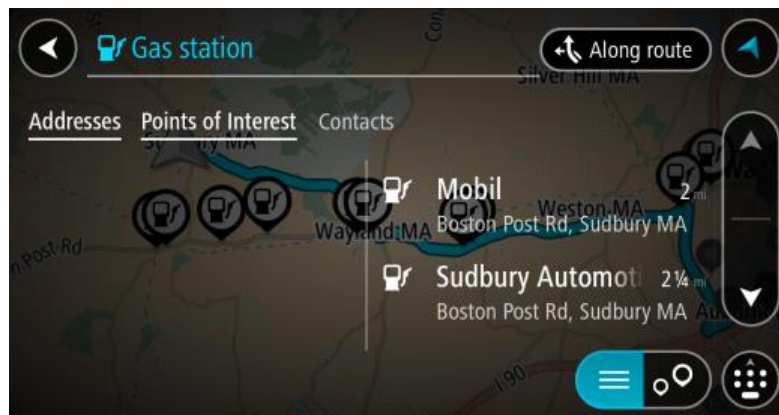 Gas station
Along route
Silver Hill MA
Addresses Points of Interest Contacts
Mobil 2 mi
Boston Post Rd, Sudbury MA
Weston MA
Wayland MA
Post Rd
Sudbury Automoti 2¼ mi
Boston Post Rd, Sudbury MA
I-90